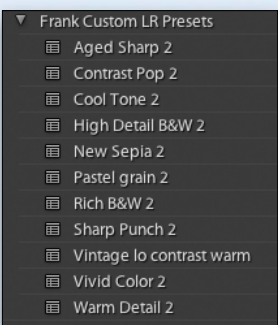 Frank Custom LR Presets
Aged Sharp 2
Contrast Pop 2
Cool Tone 2
High Detail B&W 2
New Sepia 2
Pastel grain 2
Rich B&W 2
Sharp Punch 2
Vintage lo contrast warm
Vivid Color 2
Warm Detail 2